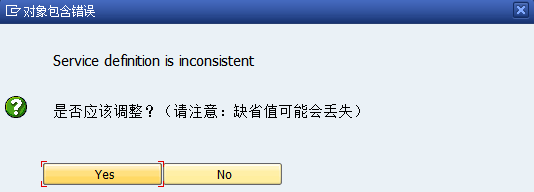 对象包含错误
Service definition is inconsistent
是否应该调整？（请注意：缺省值可能会丢失）
Yes No